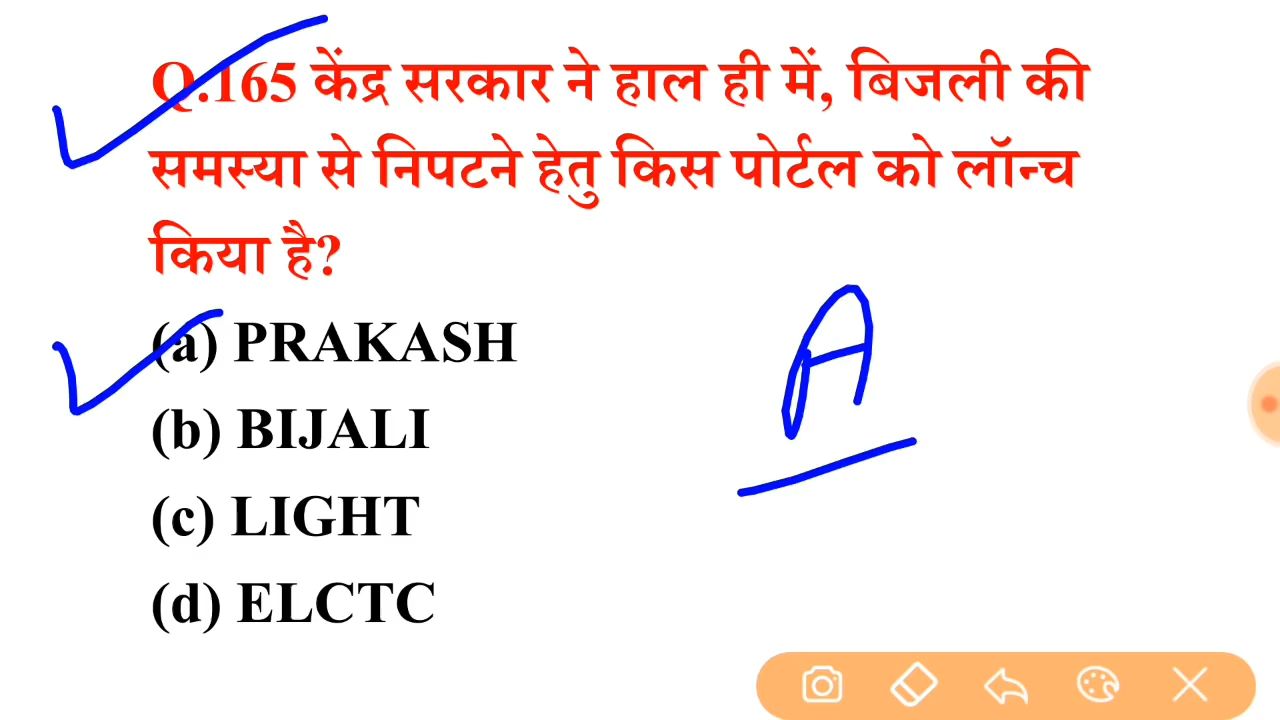 Q.165 केंद्र सरकार ने हाल ही में, बिजली की
समस्या से निपटने हेतु किस पोर्टल को लॉन्च
किया है?
(a) PRAKASH
A
(b) BIJALI
(c) LIGHT
(d) ELCTC